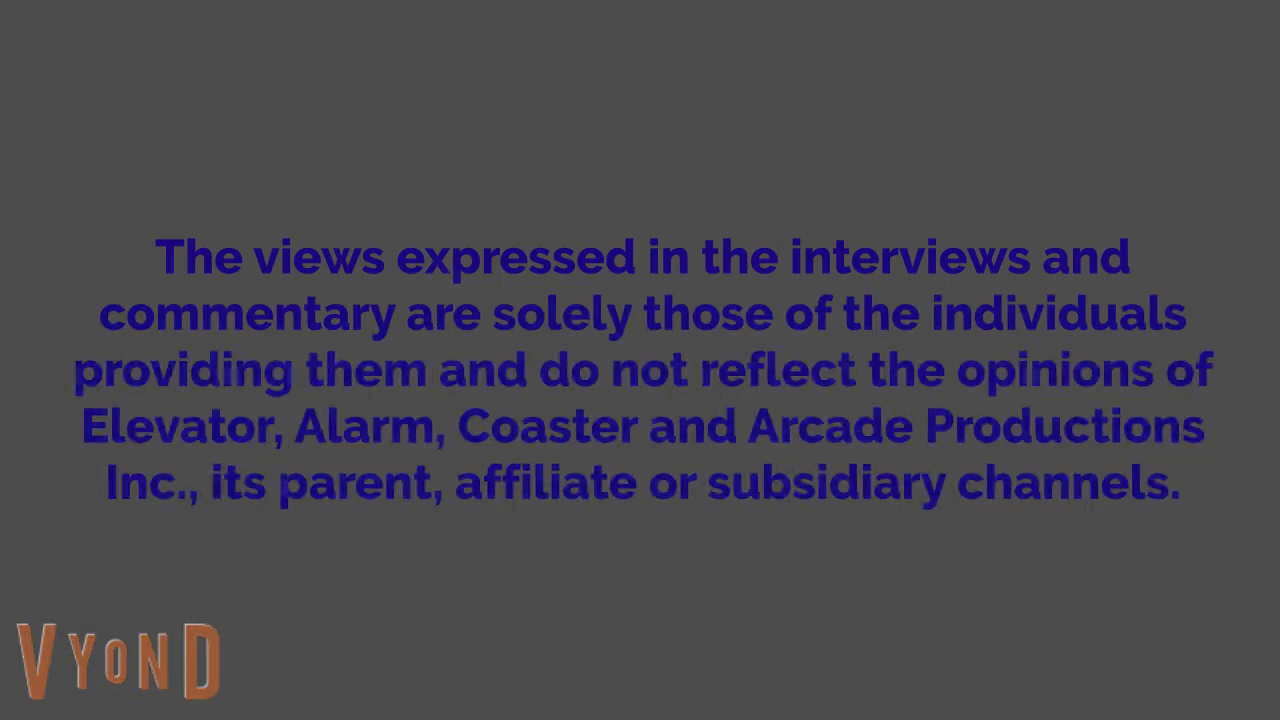 The views expressed in the interviews and
commentary are solely those of the individuals
providing them and do not reflect the opinions of
Elevator, Alarm, Coaster and Arcade Productions
Inc., its parent, affiliate or subsidiary channels.
VYOND